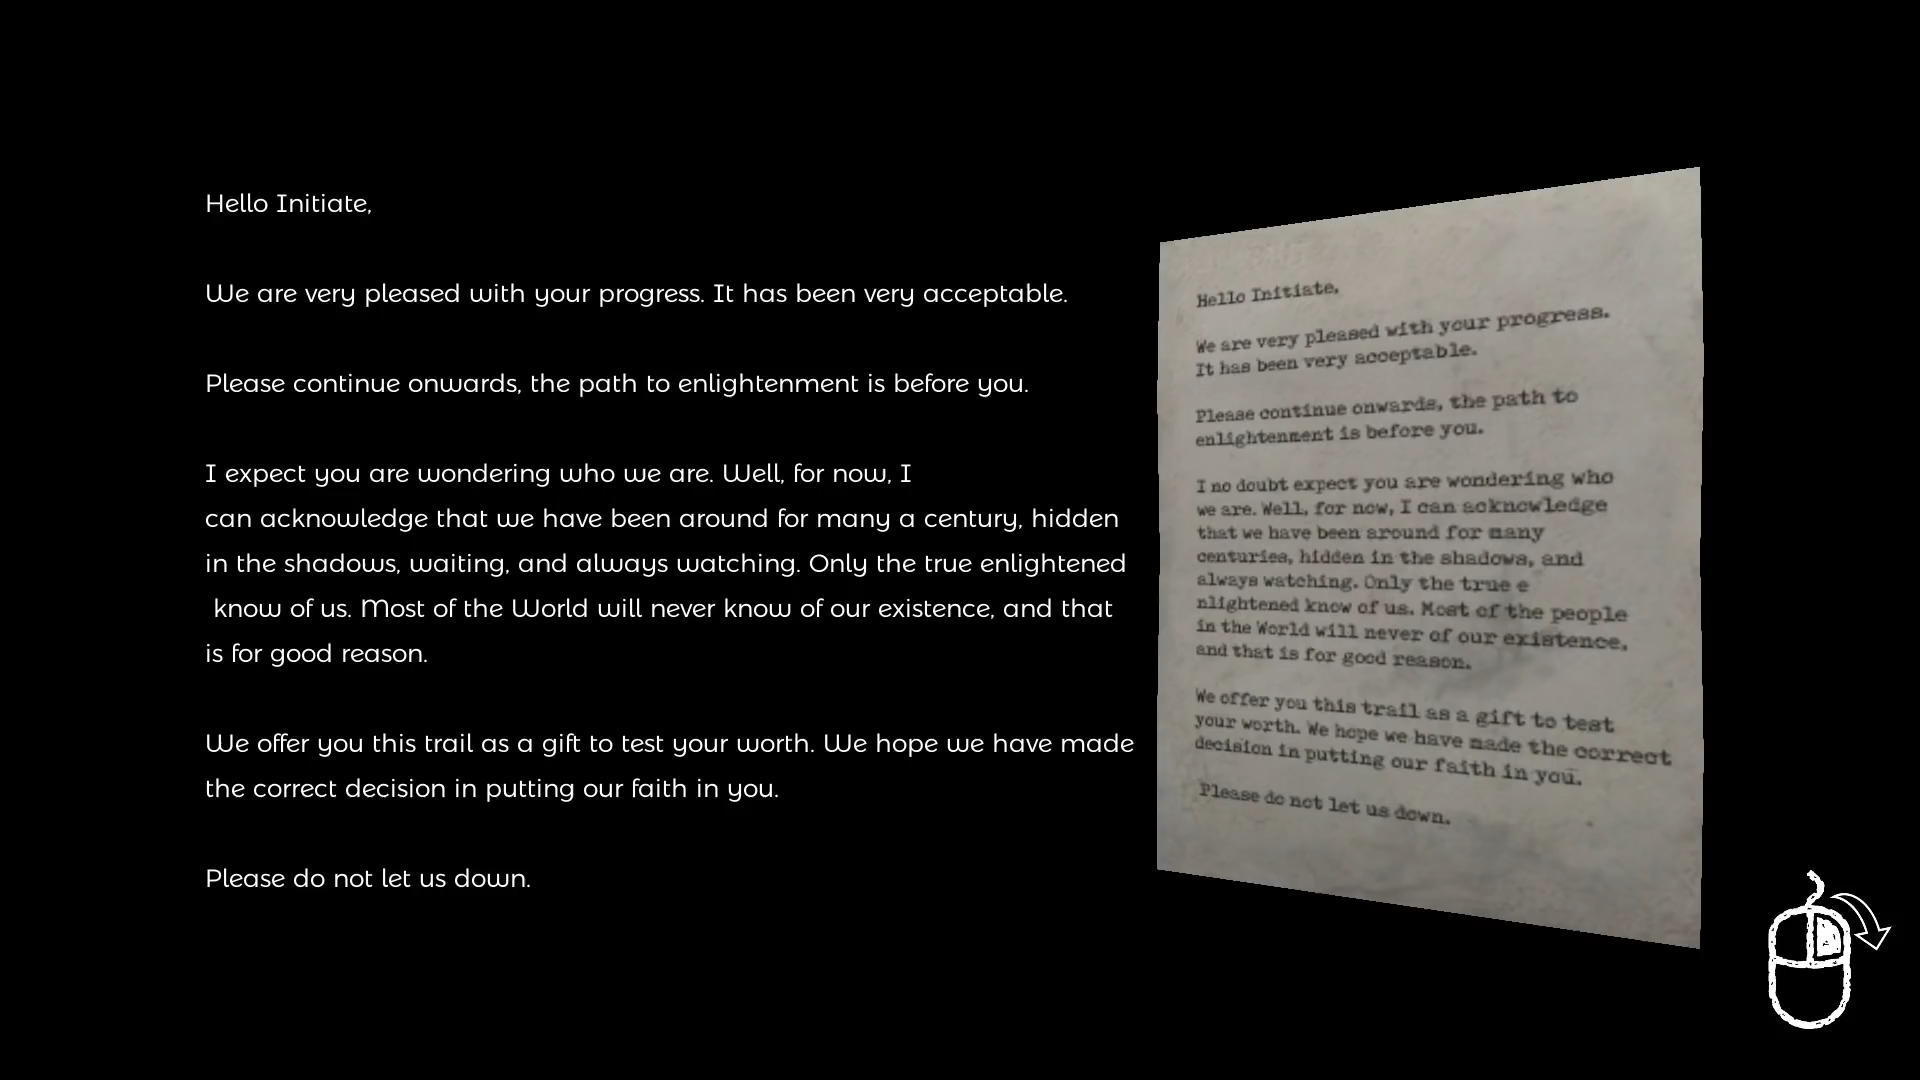 Hello Initiate,
We are very pleased with your progress. It has been very acceptable.
Please continue onwards, the path to enlightenment is before you.
I expect you are wondering who we are. Well, for now, I
can acknowledge that we have been around for many a century, hidden
in the shadows, waiting, and always watching. Only the true enlightened
know of us. Most of the World will never know of our existence, and that
is for good reason.
We offer you this trail as a gift to test your worth. We hope we have made
the correct decision in putting our faith in you.
Please do not let us down.
Hello Initiate,
We are very pleased with your progress.
It has been very acceptable.
Please continue onwards, the path to
enlightenment is before you.
I no doubt expect you are wondering who
we are. Well, for now, I can acknowledge
that we have been around for many
centuries, hidden in the shadows, and
always watching. Only the true e
nlightened know of us. Most of the people
in the World will never of our existence,
and that is for good reason.
We offer you this trail as a gift to test
your worth. We hope we have made the correct
decision in putting our faith in you.
Please do not let us down.